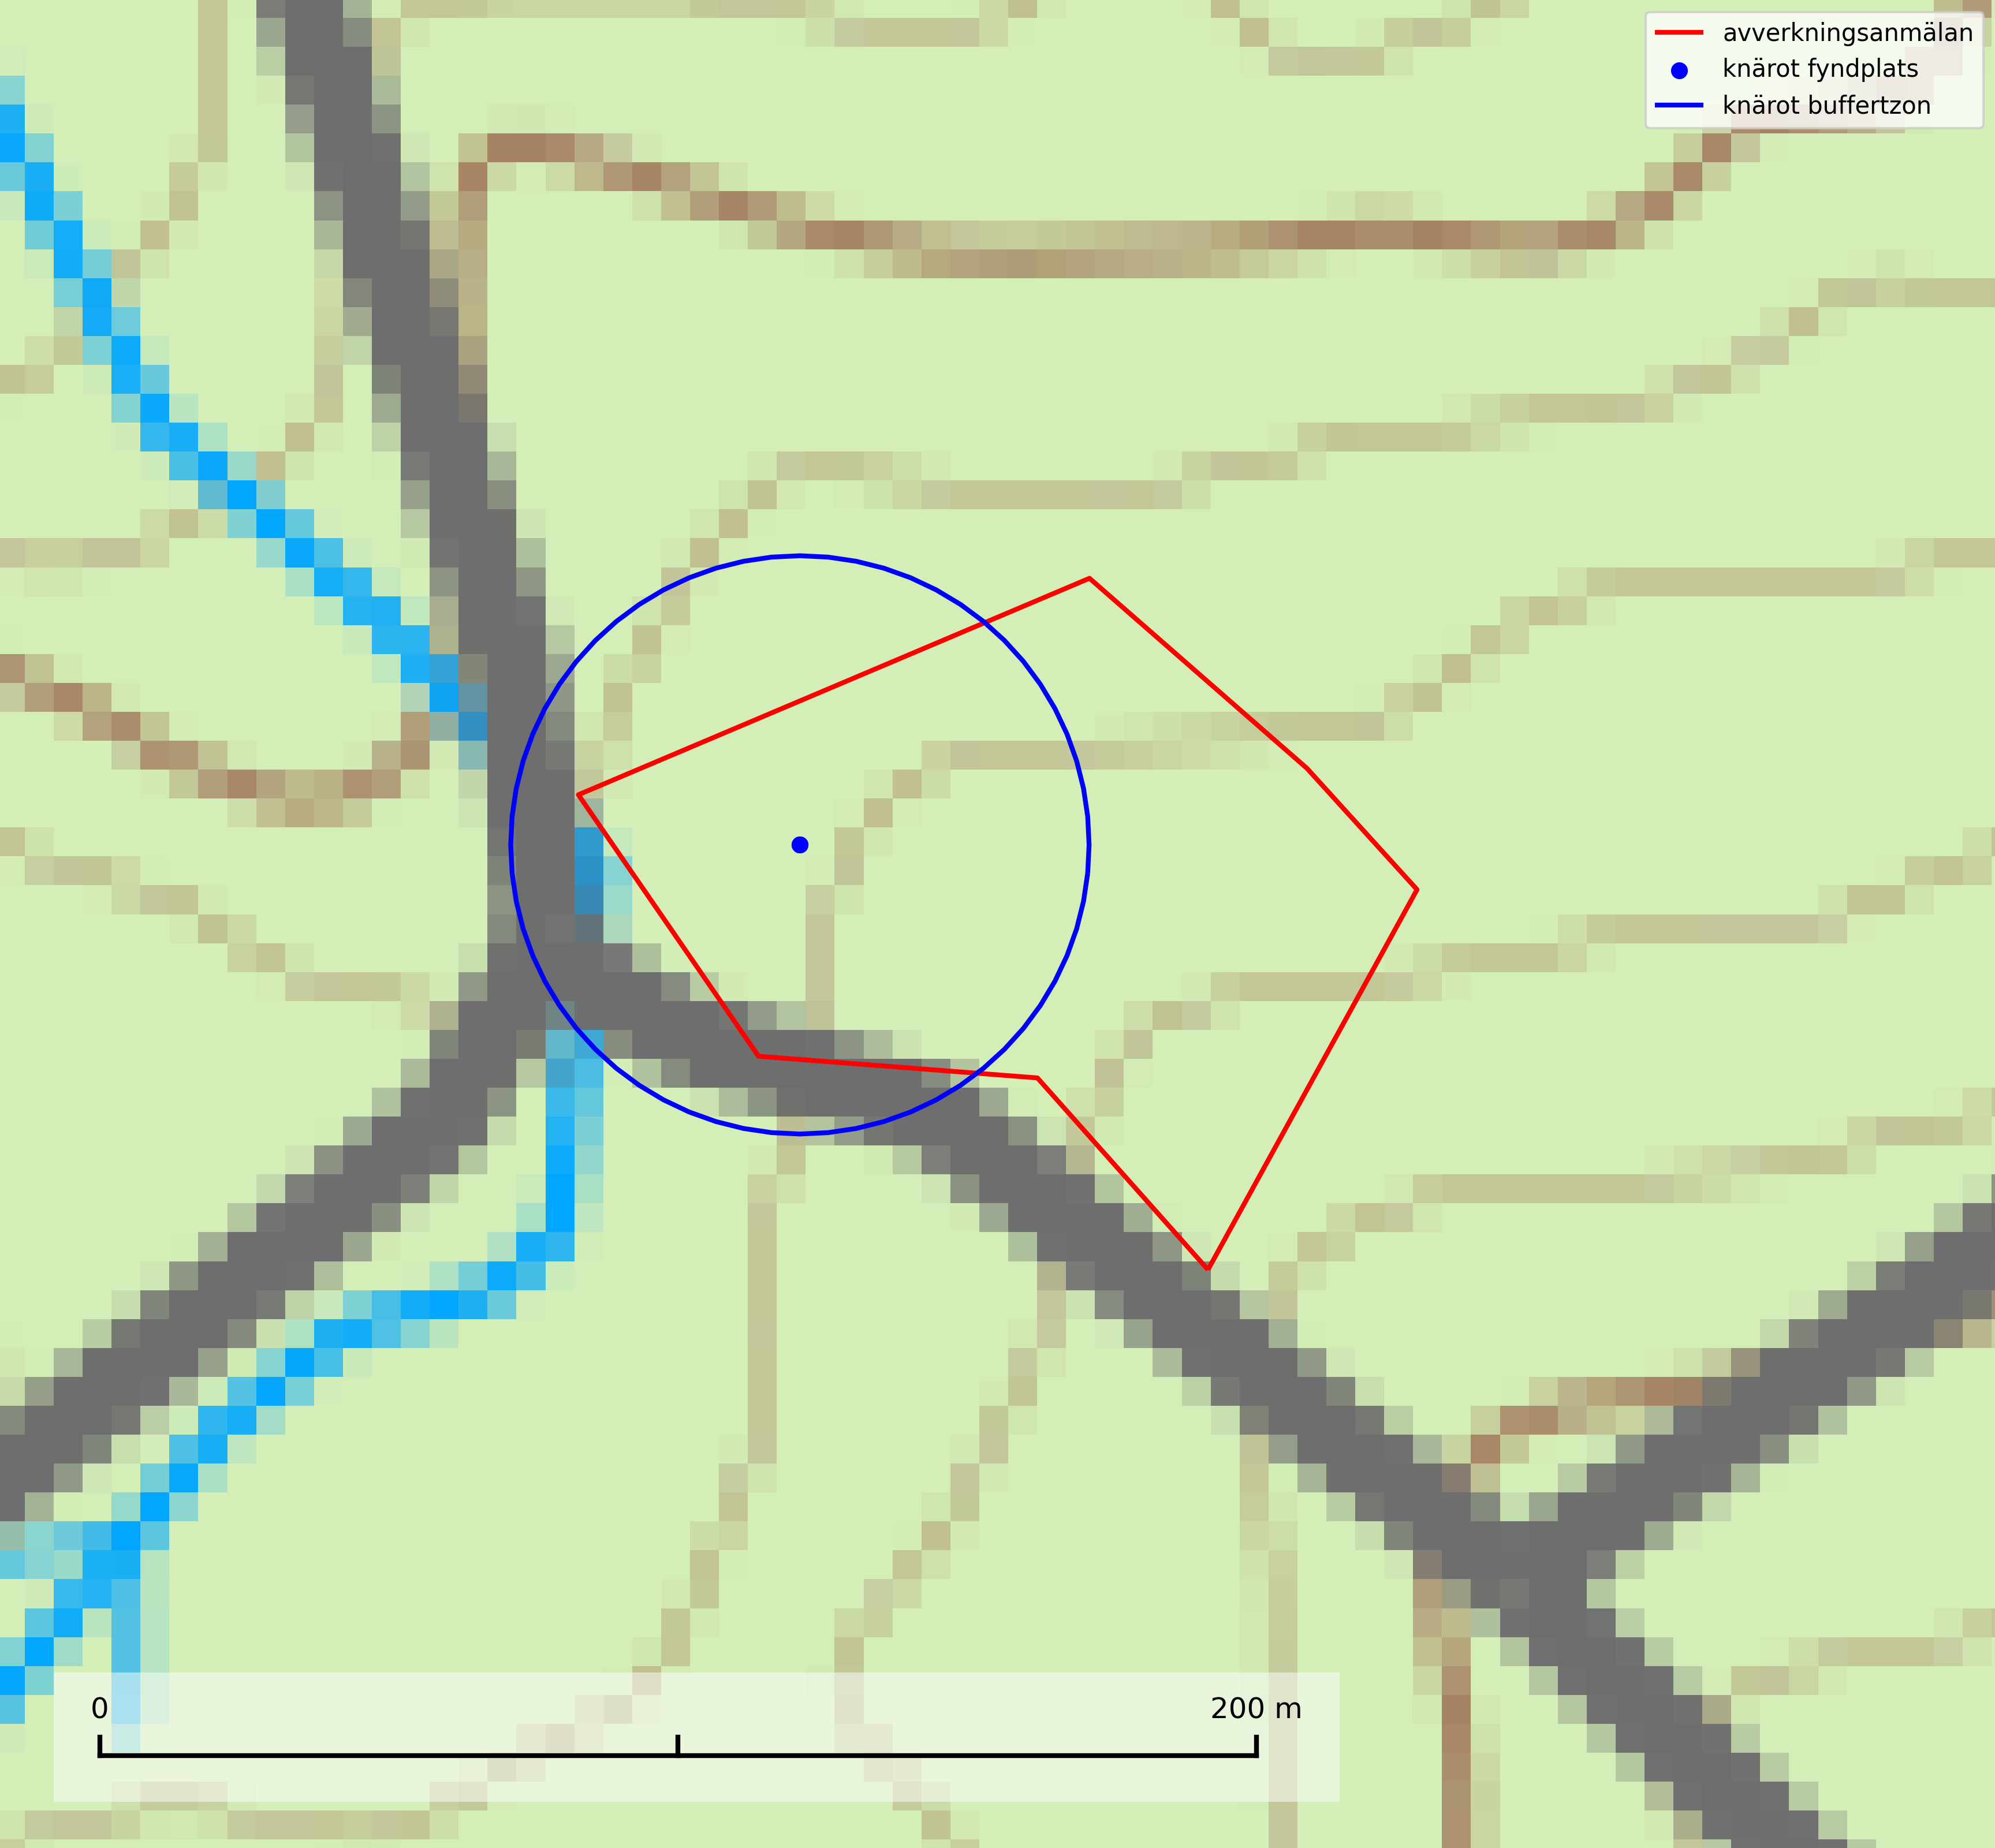 avverkningsanmälan
knärot fyndplats
knärot buffertzon
0 200 m